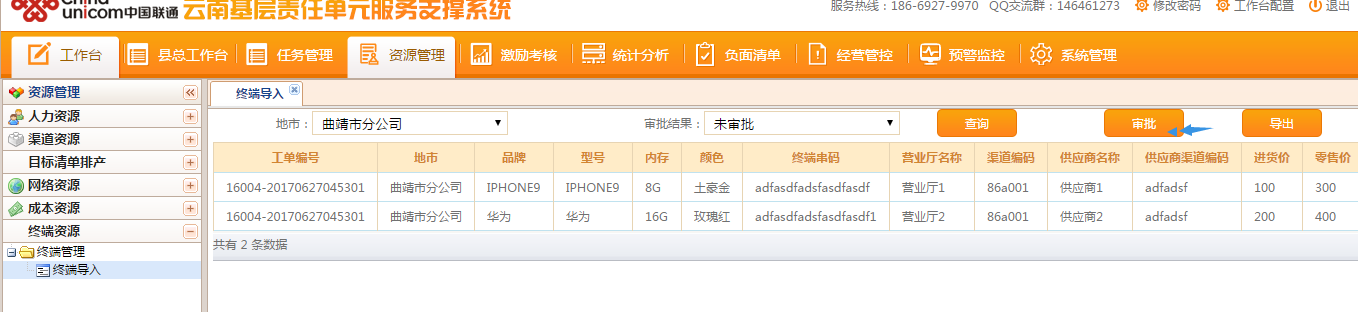 China
unicom中国联通 云南基层责任单元服务支撑系统
服务热线：186-6927-9970 QQ交流群：146461273 修改密码 工作台配置 退出
工作台 县总工作台 任务管理 资源管理 激励考核 统计分析 负面清单 经营管控 预警监控 系统管理
资源管理
人力资源
渠道资源
目标清单排产
网络资源
成本资源
终端资源
终端管理
终端导入
终端导入
地市： 曲靖市分公司 审批结果： 未审批 查询 审批 导出
工单编号 地市 品牌 型号 内存 颜色 终端串码 营业厅名称 渠道编码 供应商名称 供应商渠道编码 进货价 零售价
16004-20170627045301 曲靖市分公司 IPHONE9 IPHONE9 8G 土豪金 adfasdfadsfasdfasdf 营业厅1 86a001 供应商1 adfadsf 100 300
16004-20170627045301 曲靖市分公司 华为 华为 16G 玫瑰红 adfasdfadsfasdfasdf1 营业厅2 86a001 供应商2 adfadsf 200 400
共有 2 条数据